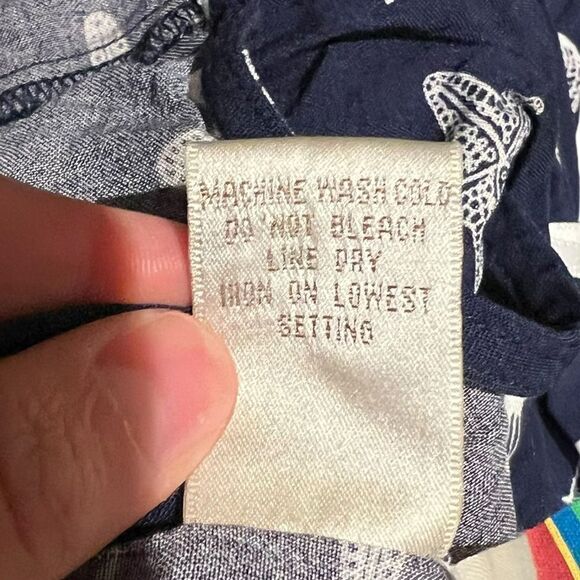 MACHINE WASH COLD
DO NOT BLEACH
LINE DRY
IRON ON LOWEST
SETTING